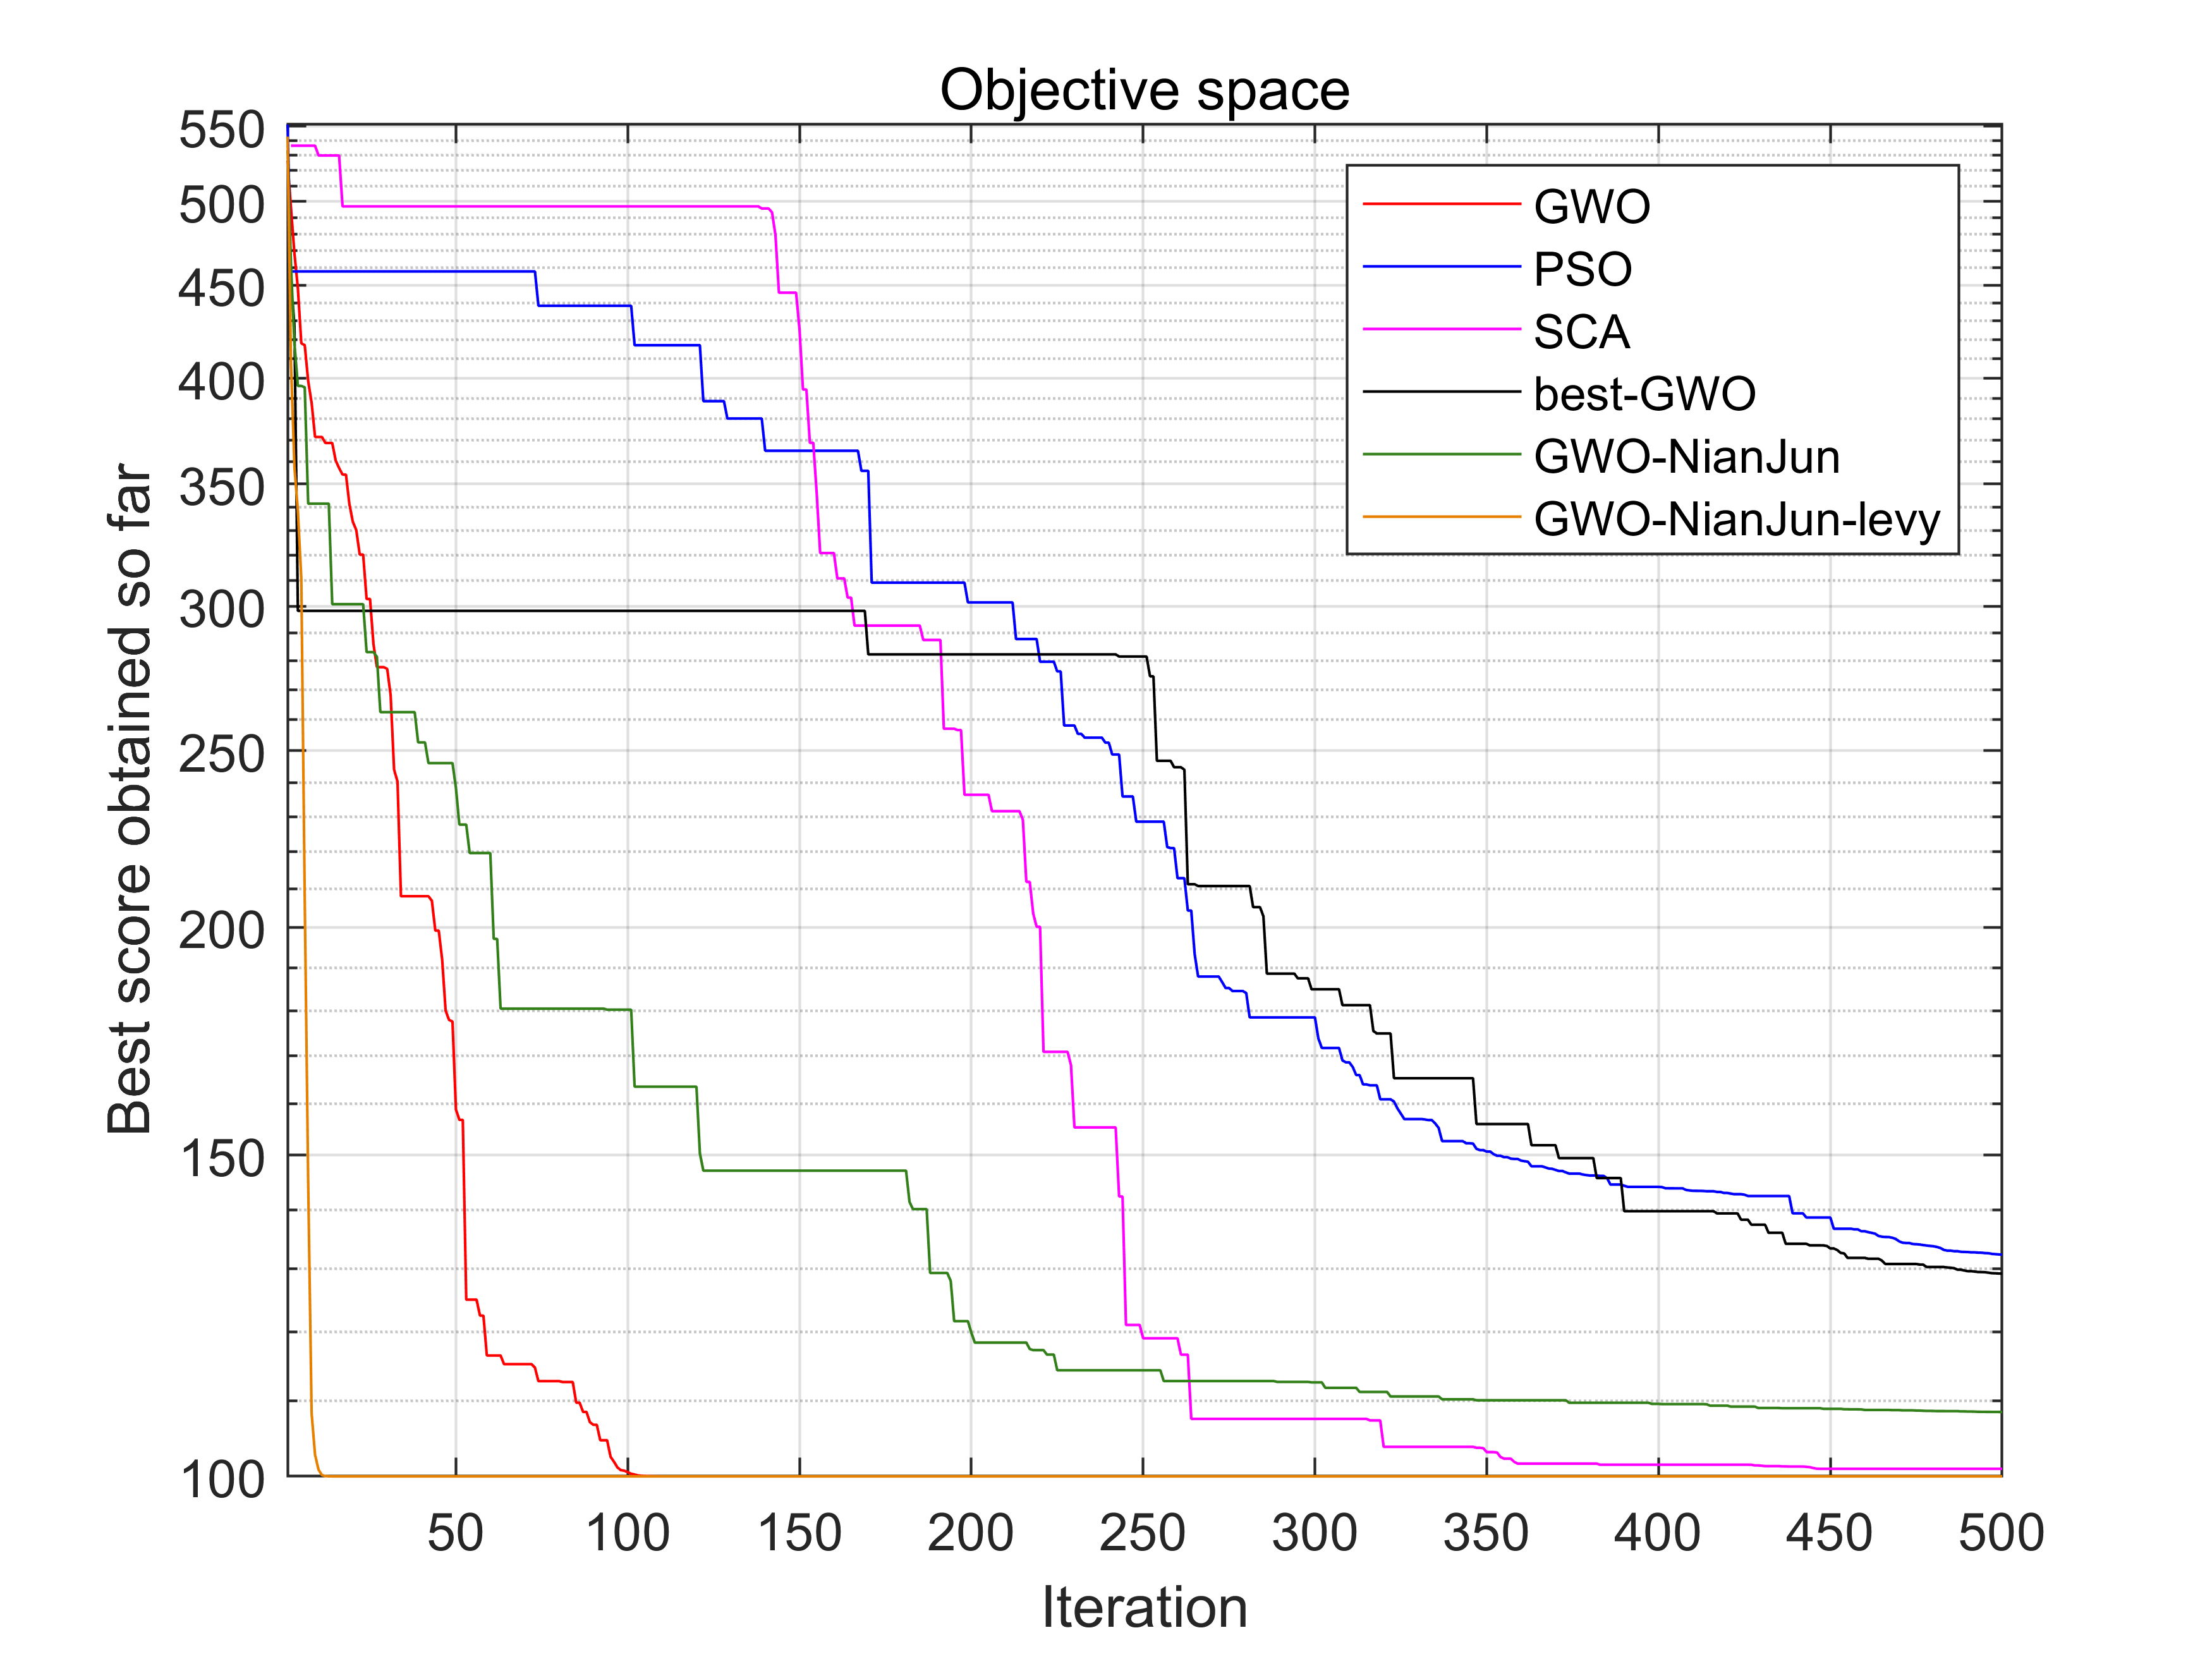 Objective space
550
500
450
400
350
300
250
200
150
100
Best score obtained so far
GWO
PSO
SCA
best-GWO
GWO-NianJun
GWO-NianJun-levy
50 100 150 200 250 300 350 400 450 500
Iteration